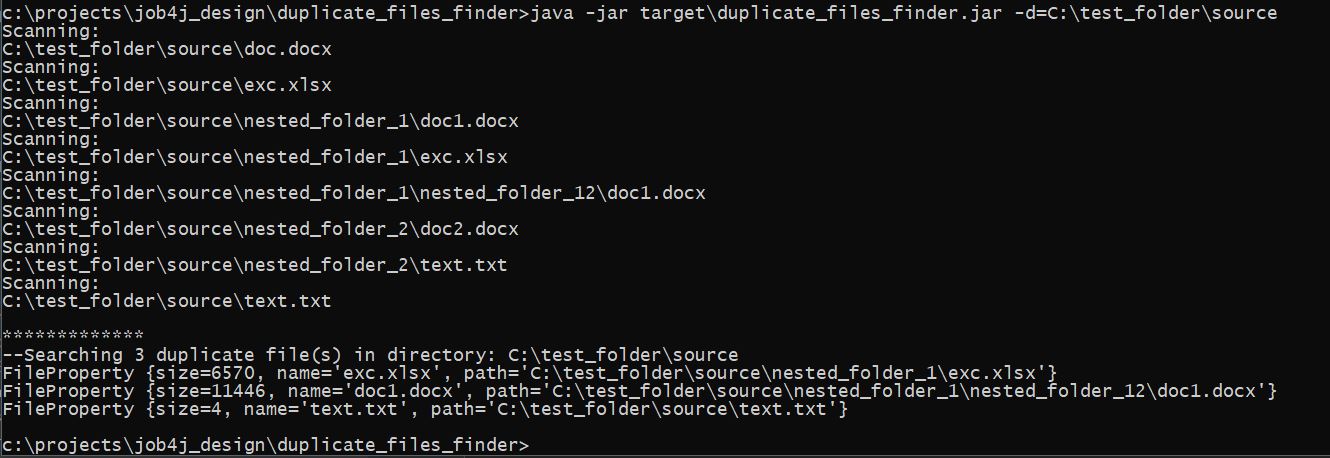 c:\projects\job4j_design\duplicate_files_finder>java -jar target\duplicate_files_finder.jar -d=C:\test_folder\source
Scanning:
C:\test_folder\source\doc.docx
Scanning:
C:\test_folder\source\exc.xlsx
Scanning:
C:\test_folder\source\nested_folder_1\doc1.docx
Scanning:
C:\test_folder\source\nested_folder_1\exc.xlsx
Scanning:
C:\test_folder\source\nested_folder_1\nested_folder_12\doc1.docx
Scanning:
C:\test_folder\source\nested_folder_2\doc2.docx
Scanning:
C:\test_folder\source\nested_folder_2\text.txt
Scanning:
C:\test_folder\source\text.txt
*************
--Searching 3 duplicate file(s) in directory: C:\test_folder\source
FileProperty {size=6570, name='exc.xlsx', path='C:\test_folder\source\nested_folder_1\exc.xlsx'}
FileProperty {size=11446, name='doc1.docx', path='C:\test_folder\source\nested_folder_1\nested_folder_12\doc1.docx'}
FileProperty {size=4, name='text.txt', path='C:\test_folder\source\text.txt'}
c:\projects\job4j_design\duplicate_files_finder>